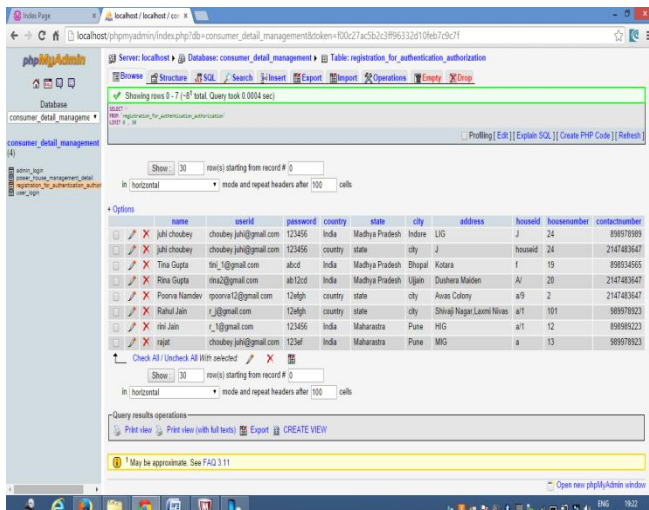 Index Page
localhost / localhost / con
localhost/phpmyadmin/index.php?db=consumer_detail_management&token=f00c27ac5b2c3ff96332d10feb7c9c7f
phpMyAdmin
Database
consumer_detail_manageme
consumer_detail_management
(4)
admin_login
power_house_management_detail
registration_for_authentication_author
user_login
Server: localhost Database: consumer_detail_management Table: registration_for_authentication_authorization
Browse Structure SQL Search Insert Export Import Operations Empty Drop
Showing rows 0 - 7 (~8¹ total, Query took 0.0004 sec)
SELECT *
FROM `registration_for_authentication_authorization`
LIMIT 0 , 30
Profiling [ Edit ] [ Explain SQL ] [ Create PHP Code ] [ Refresh ]
Show : 30 row(s) starting from record # 0
in horizontal mode and repeat headers after 100 cells
+ Options
name userid password country state city address houseid housenumber contactnumber
juhi choubey choubey.juhi@gmail.com 123456 India Madhya Pradesh Indore LIG J 24 898978989
juhi choubey choubey.juhi@gmail.com 123456 country state city J houseid 24 2147483647
Tina Gupta tini_1@gmail.com abcd India Madhya Pradesh Bhopal Kotara f 19 898934565
Rina Gupta rina2@gmail.com ab12cd India Madhya Pradesh Ujjain Dushera Maiden A/ 20 2147483647
Poorva Namdev rpoorva12@gmail.com 12efgh country state city Awas Colony a/9 2 2147483647
Rahul Jain r_j@gmail.com 12efgh country state city Shivaji Nagar,Laxmi Nivas a/1 101 989978923
rini Jain r_1@gmail.com 123456 India Maharastra Pune HIG a/1 12 898989223
rajat choubey.juhi@gmail.com 123ef India Maharastra Pune MIG a 13 989978923
Check All / Uncheck All With selected:
Show : 30 row(s) starting from record # 0
in horizontal mode and repeat headers after 100 cells
Query results operations
Print view Print view (with full texts) Export CREATE VIEW
¹ May be approximate. See FAQ 3.11
Open new phpMyAdmin window
ENG 19:22